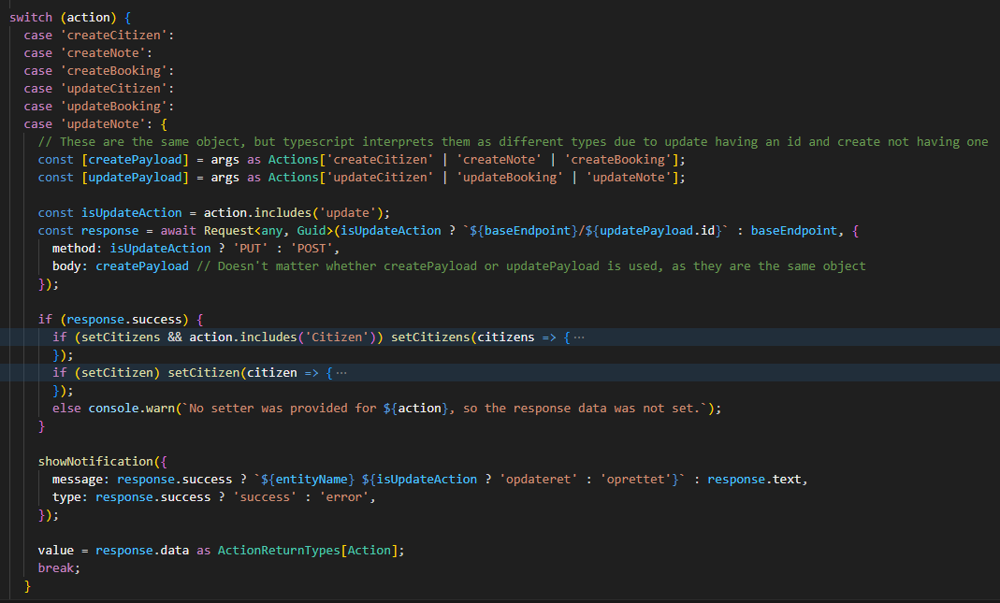 switch (action) {
case 'createCitizen':
case 'createNote':
case 'createBooking':
case 'updateCitizen':
case 'updateBooking':
case 'updateNote': {
// These are the same object, but typescript interprets them as different types due to update having an id and create not having one
const [createPayload] = args as Actions['createCitizen' | 'createNote' | 'createBooking'];
const [updatePayload] = args as Actions['updateCitizen' | 'updateBooking' | 'updateNote'];
const isUpdateAction = action.includes('update');
const response = await Request<any, Guid>(isUpdateAction ? `${baseEndpoint}/${updatePayload.id}` : baseEndpoint, {
method: isUpdateAction ? 'PUT' : 'POST',
body: createPayload // Doesn't matter whether createPayload or updatePayload is used, as they are the same object
});
if (response.success) {
if (setCitizens && action.includes('Citizen')) setCitizens(citizens => {···
});
if (setCitizen) setCitizen(citizen => {···
});
else console.warn(`No setter was provided for ${action}, so the response data was not set.`);
}
showNotification({
message: response.success ? `${entityName} ${isUpdateAction ? 'opdateret' : 'oprettet'}` : response.text,
type: response.success ? 'success' : 'error',
});
value = response.data as ActionReturnTypes[Action];
break;
}